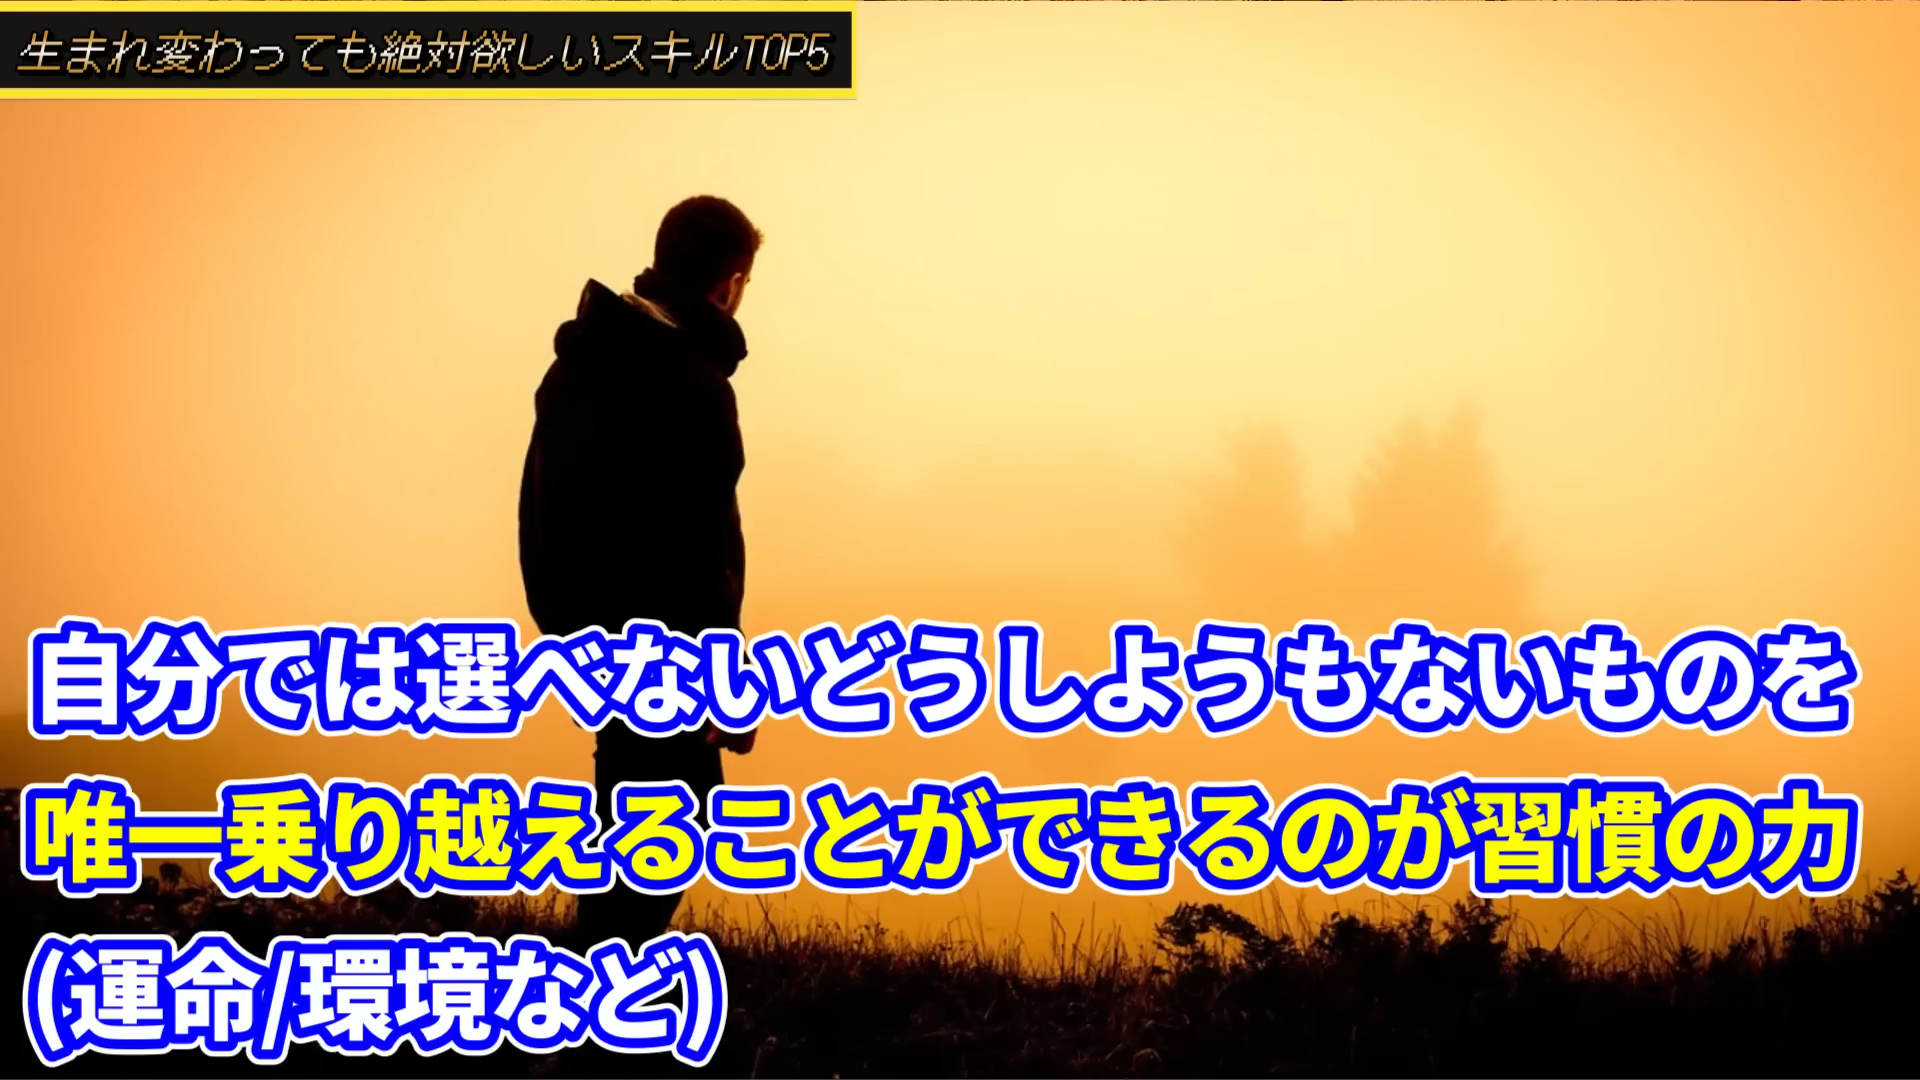 生まれ変わっても絶対欲しいスキルTOP5
自分では選べないどうしようもないものを
唯一乗り越えることができるのが習慣の力
(運命/環境など)